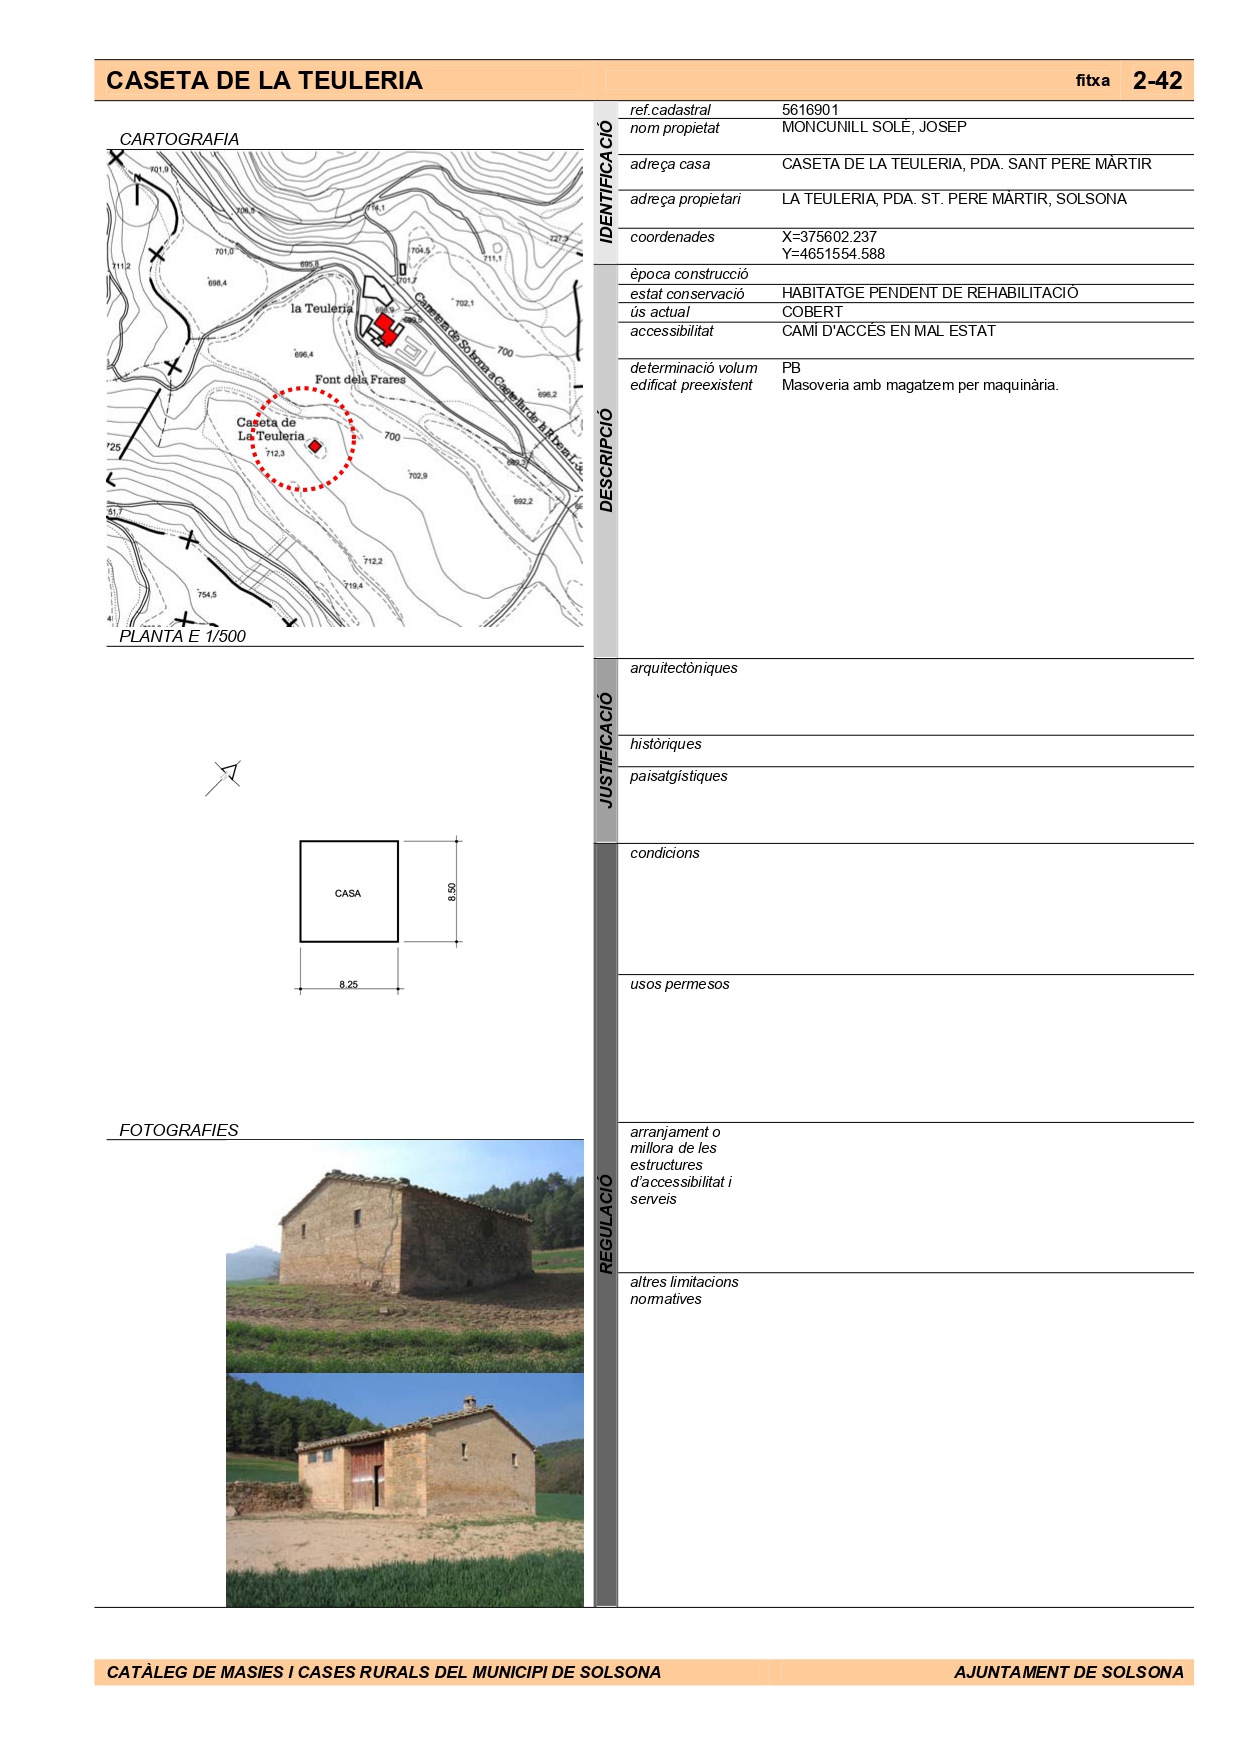 CASETA DE LA TEULERIA
fitxa 2-42
CARTOGRAFIA
701,9
N
706,5
714,1
727,3
701,0
704,5
711,1
711,2
695,8
698,4
701,7
702,1
la Teuleria
698,9
Carretera de Solsona a Castellar de la Ribera
700
696,4
Font dels Frares
696,2
Caseta de
La Teuleria
700
725
712,3
702,9
692,2
51,7
712,2
719,4
754,5
PLANTA E 1/500
CASA
8.50
8.25
FOTOGRAFIES
IDENTIFICACIÓ
ref.cadastral 5616901
nom propietat MONCUNILL SOLÉ, JOSEP
adreça casa CASETA DE LA TEULERIA, PDA. SANT PERE MÀRTIR
adreça propietari LA TEULERIA, PDA. ST. PERE MÀRTIR, SOLSONA
coordenades X=375602.237
Y=4651554.588
DESCRIPCIÓ
època construcció
estat conservació HABITATGE PENDENT DE REHABILITACIÓ
ús actual COBERT
accessibilitat CAMÍ D'ACCÉS EN MAL ESTAT
determinació volum PB
edificat preexistent Masoveria amb magatzem per maquinària.
JUSTIFICACIÓ
arquitectòniques
històriques
paisatgístiques
REGULACIÓ
condicions
usos permesos
arranjament o
millora de les
estructures
d'accessibilitat i
serveis
altres limitacions
normatives
CATÀLEG DE MASIES I CASES RURALS DEL MUNICIPI DE SOLSONA
AJUNTAMENT DE SOLSONA